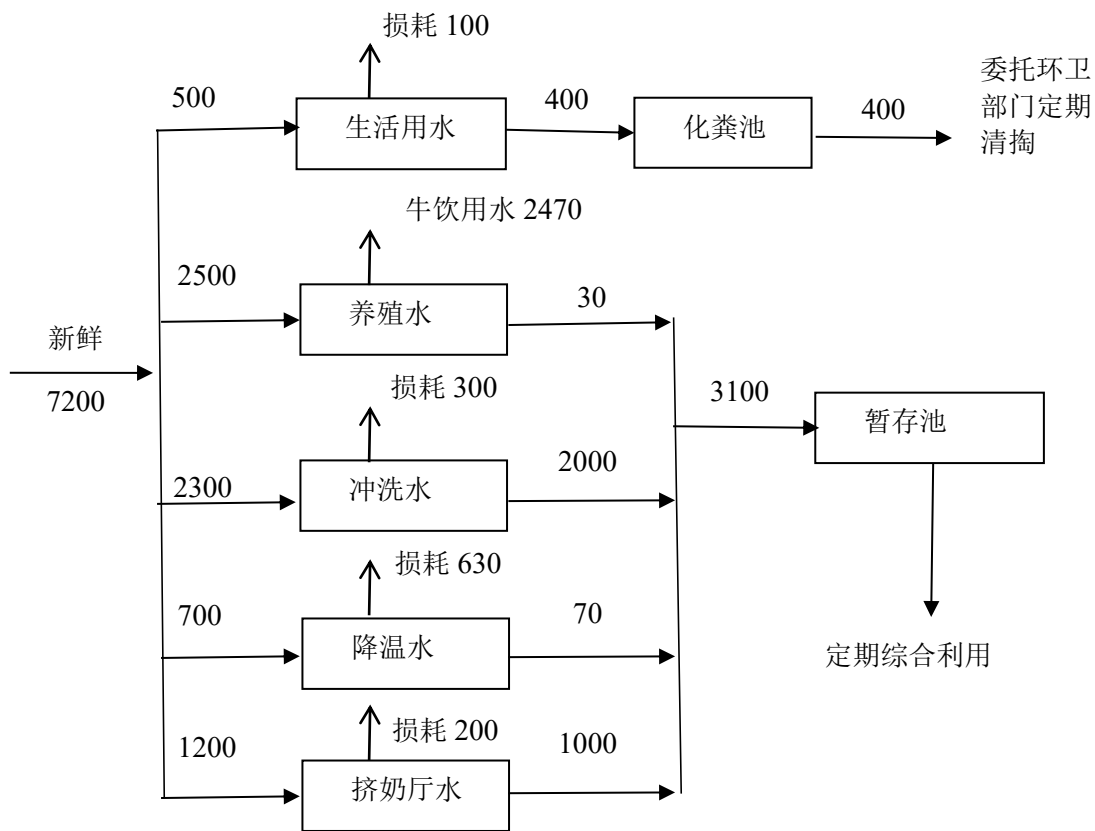 损耗 100
500
生活用水
400
化粪池
400
委托环卫
部门定期
清掏
牛饮用水 2470
2500
养殖水
30
新鲜
7200
损耗 300
3100
暂存池
2300
冲洗水
2000
损耗 630
700
降温水
70
定期综合利用
损耗 200
1200
挤奶厅水
1000